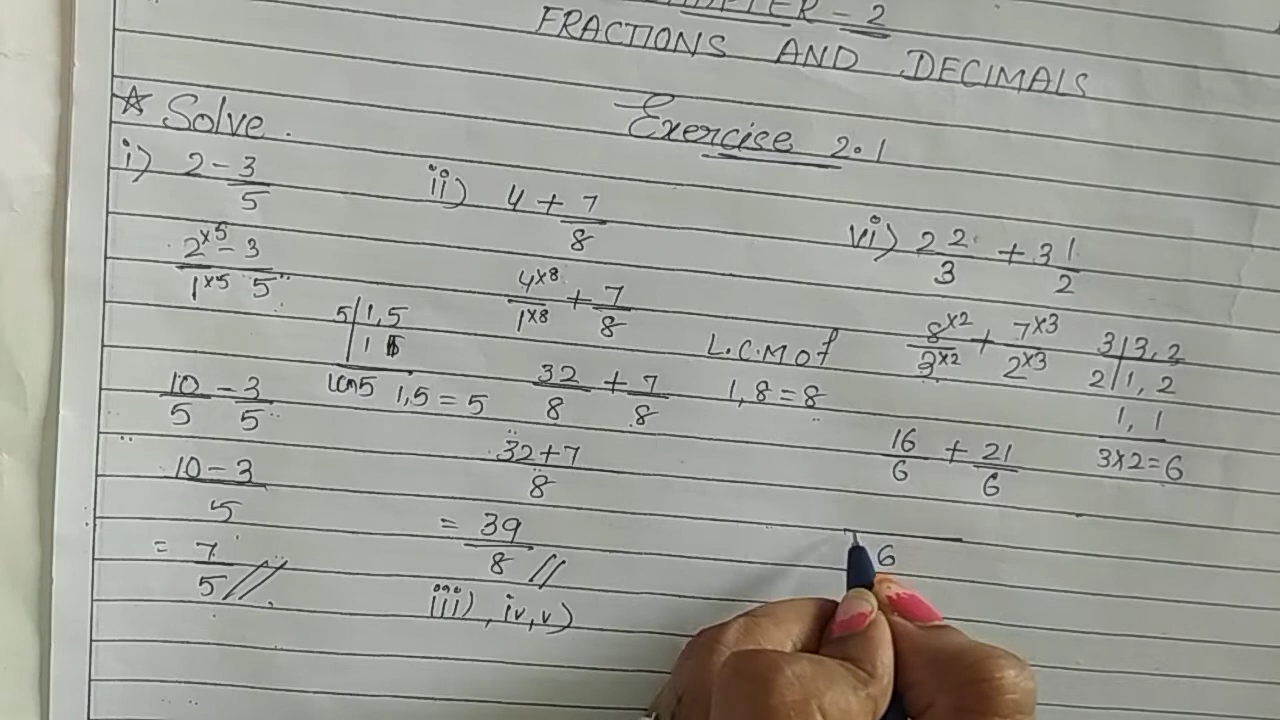 CHAPTER - 2
FRACTIONS AND DECIMALS
☆ Solve.
Exercise 2.1
i) 2 - 3/5
2×5/1×5 - 3/5
5 | 1, 5
1
LCM 1, 5 = 5
10/5 - 3/5
10 - 3/5
= 7/5 //
ii) 4 + 7/8
4×8/1×8 + 7/8
L.C.M of
1, 8 = 8
32/8 + 7/8
32 + 7/8
= 39/8 //
iii), iv, v)
vi) 2 2/3 + 3 1/2
8×2/3×2 + 7×3/2×3
3 | 3, 2
2 | 1, 2
1, 1
3×2 = 6
16/6 + 21/6
6